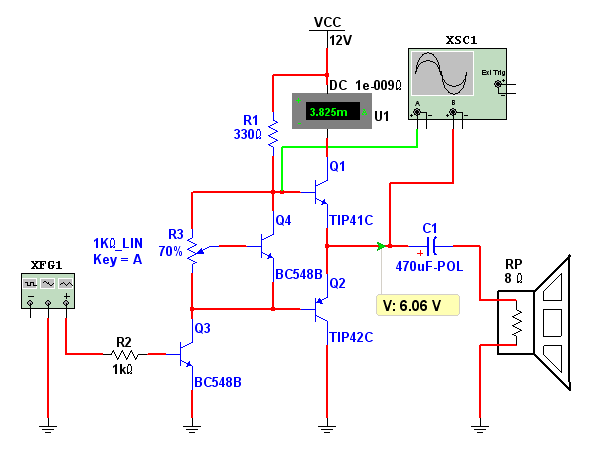 VCC
12V
XSC1
Ext Trig
+
-
A
B
+ - + -
DC 1e-009Ω
3.825m
U1
R1
330Ω
Q1
TIP41C
Q4
BC548B
R3
70%
1KΩ_LIN
Key = A
C1
+
470uF-POL
RP
8 Ω
XFG1
- +
Q2
TIP42C
V: 6.06 V
Q3
BC548B
R2
1kΩ